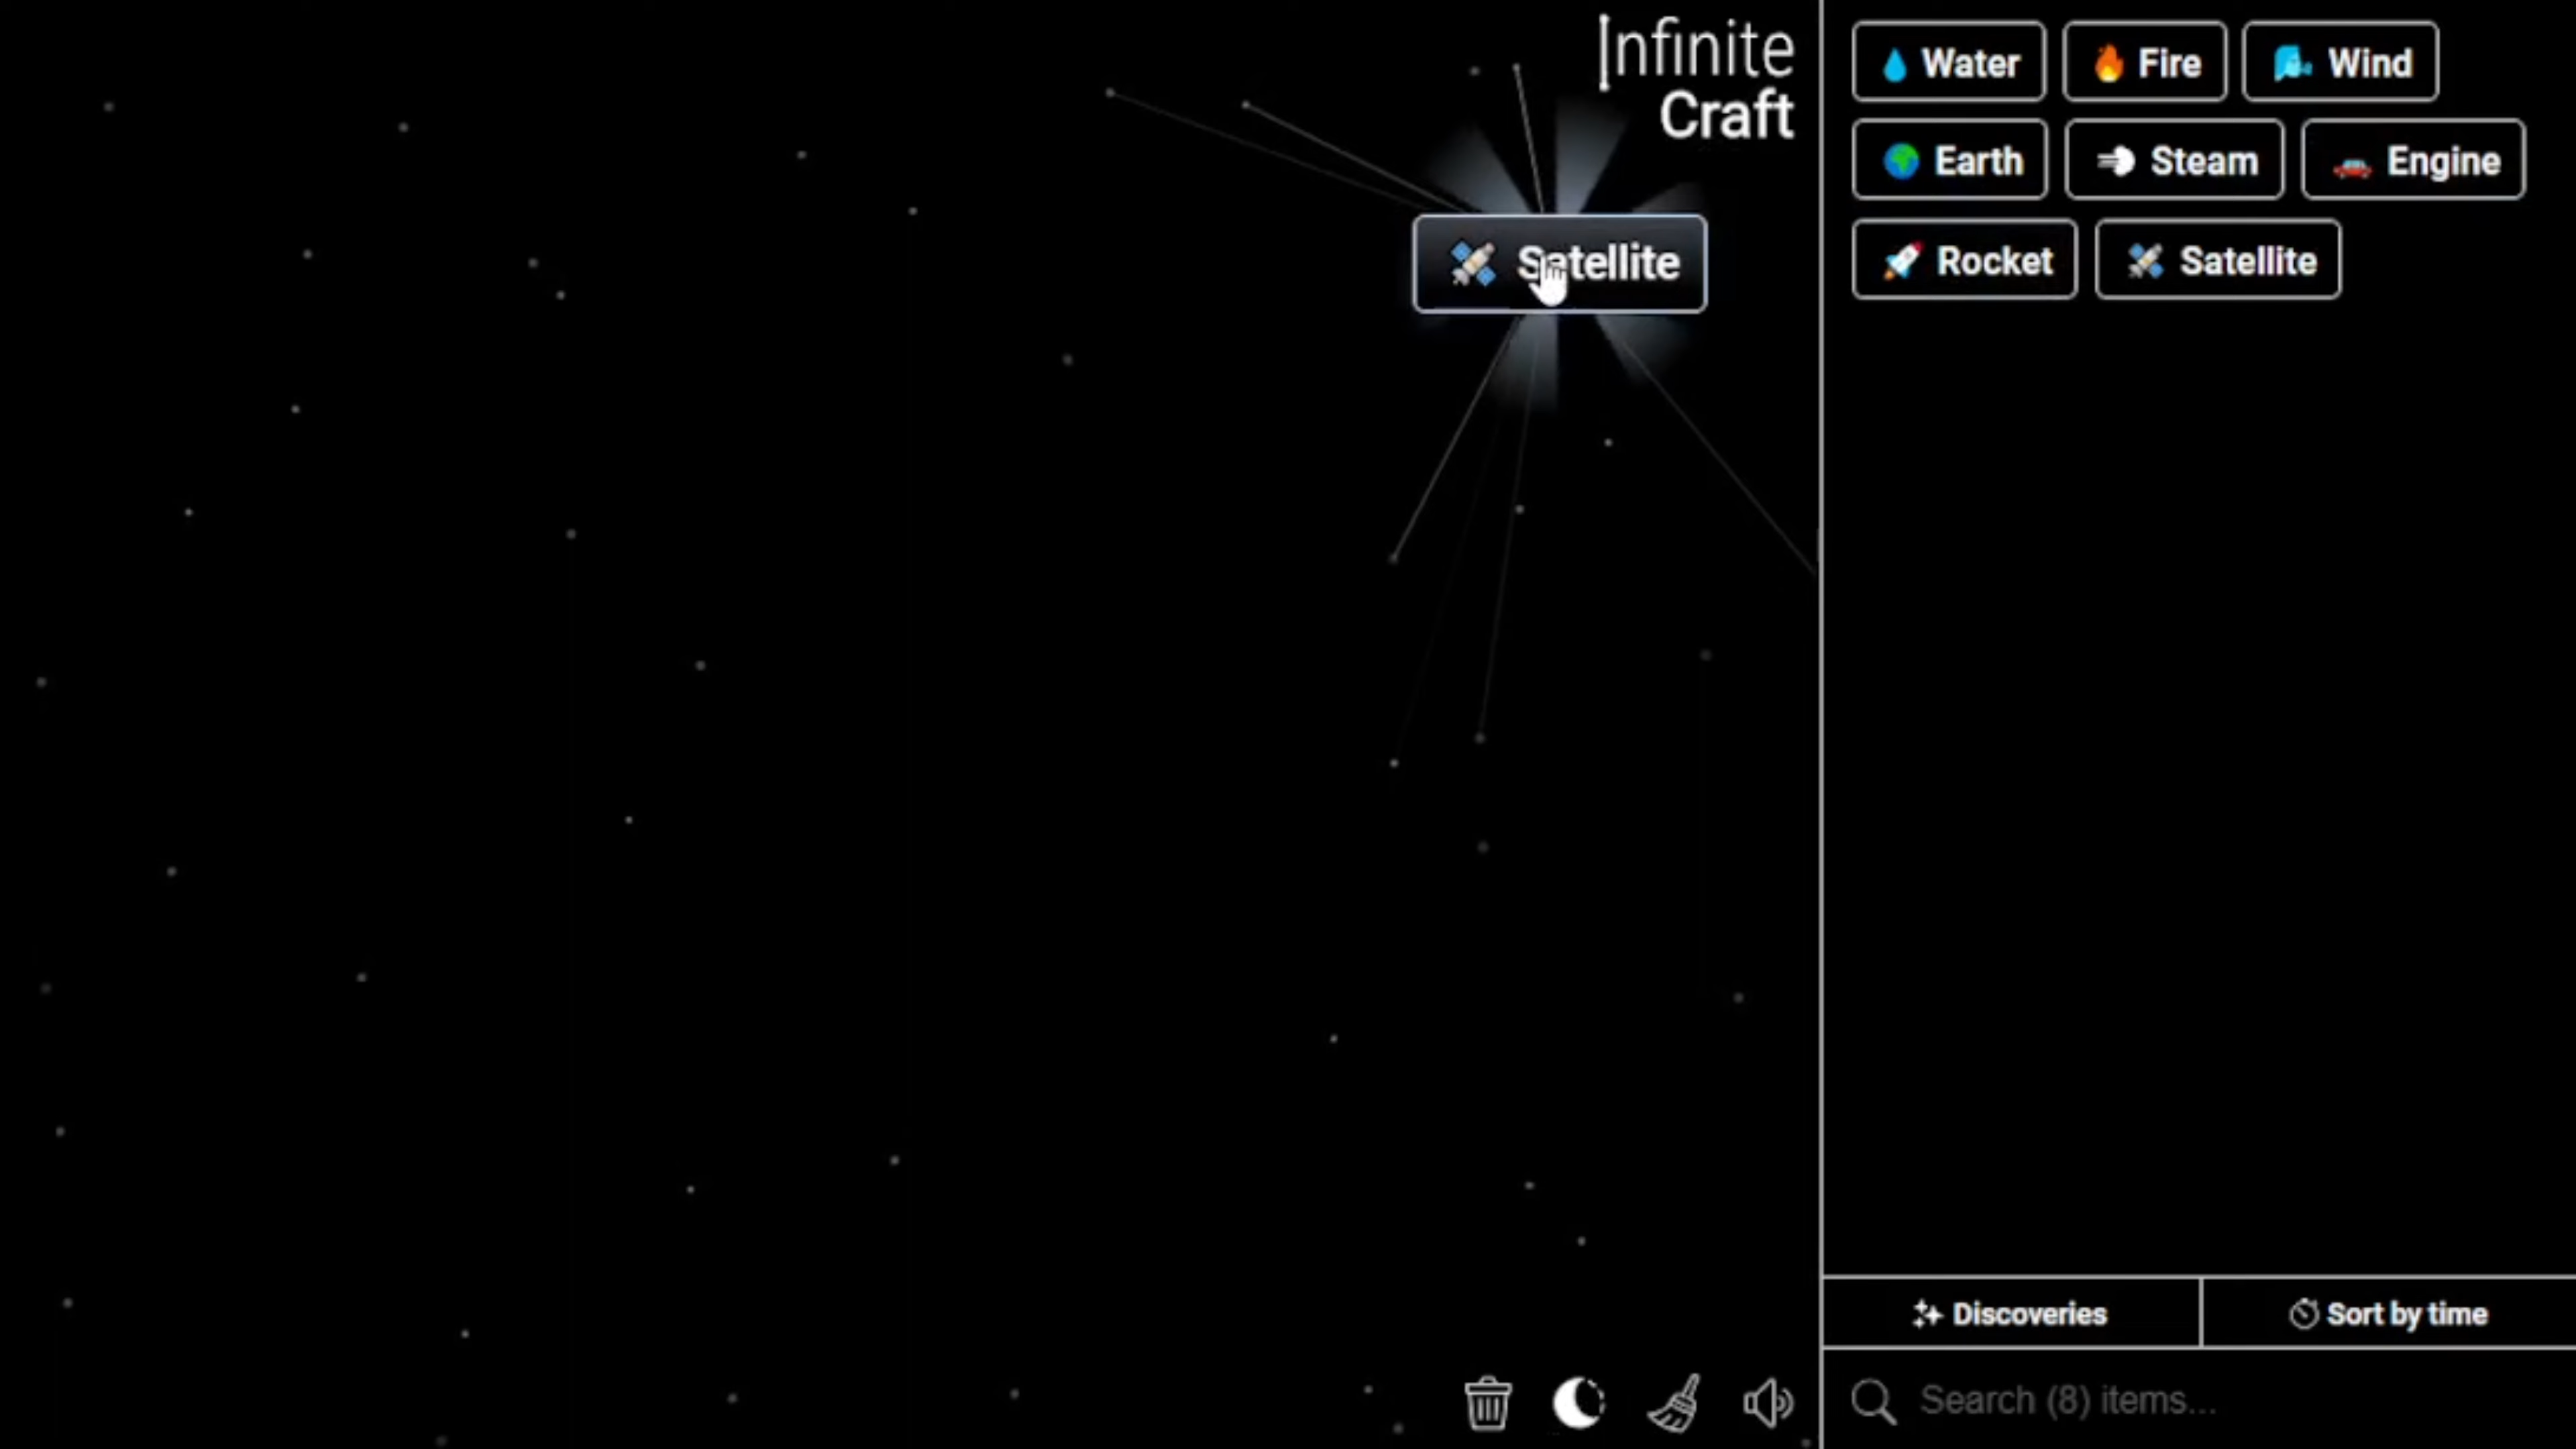 Infinite
Craft
Satellite
Water
Fire
Wind
Earth
Steam
Engine
Rocket
Satellite
Discoveries
Sort by time
Search (8) items...